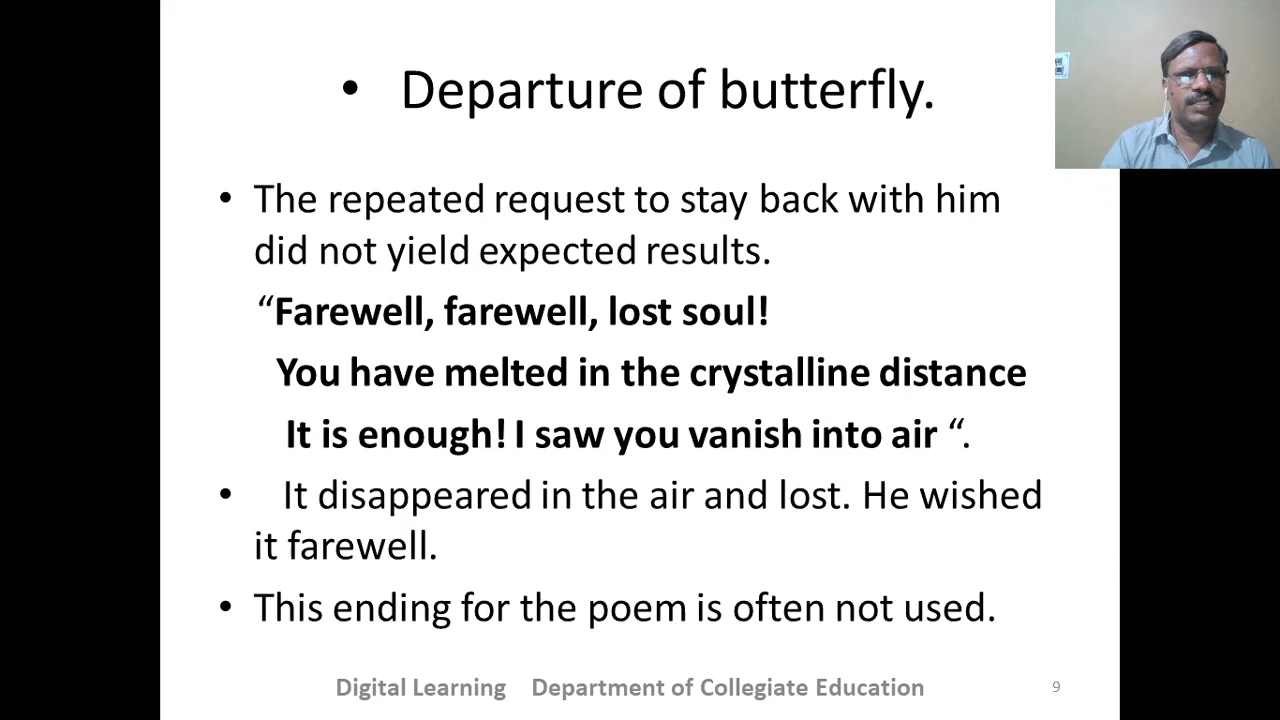 • Departure of butterfly.
• The repeated request to stay back with him
did not yield expected results.
“Farewell, farewell, lost soul!
You have melted in the crystalline distance
It is enough! I saw you vanish into air “.
• It disappeared in the air and lost. He wished
it farewell.
• This ending for the poem is often not used.
Digital Learning Department of Collegiate Education 9